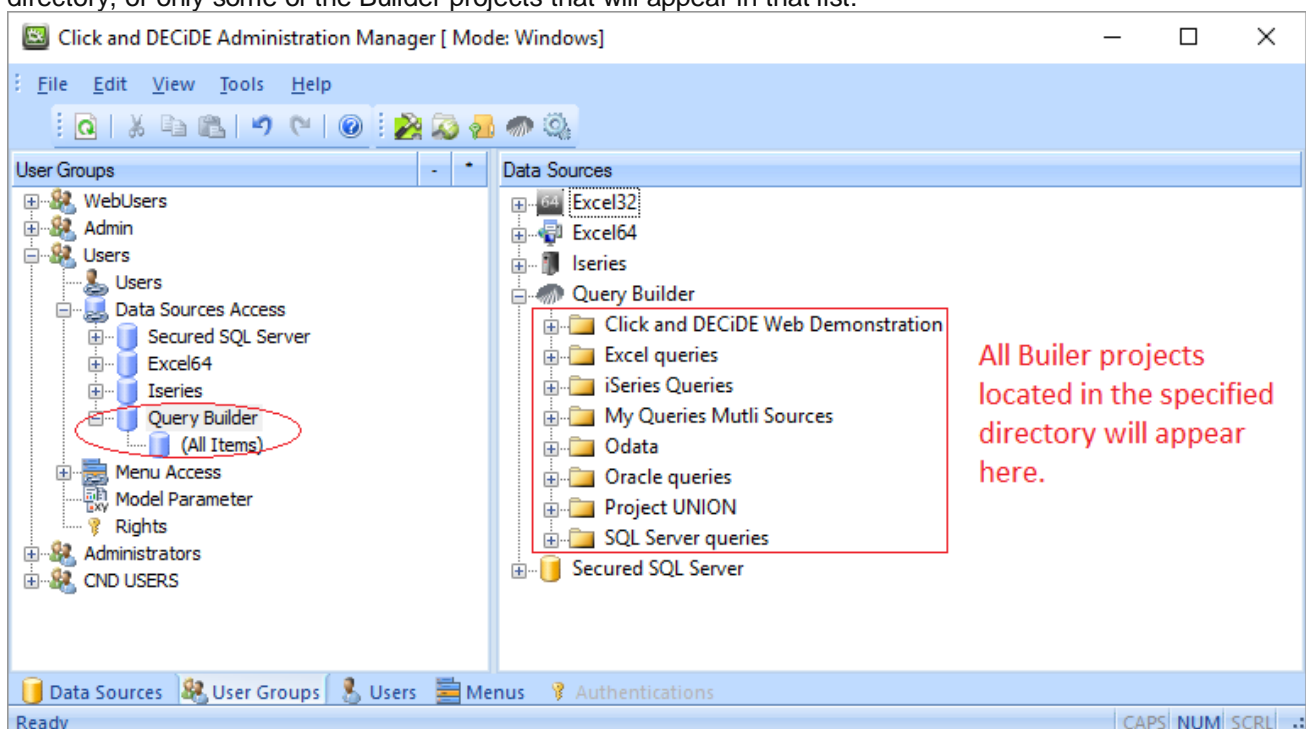 directory, or only some of the Builder projects that will appear in that list.
Click and DECiDE Administration Manager [ Mode: Windows]
File Edit View Tools Help
User Groups - *
Data Sources
WebUsers
Admin
Users
Users
Data Sources Access
Secured SQL Server
Excel64
Iseries
Query Builder
(All Items)
Menu Access
Model Parameter
Rights
Administrators
CND USERS
64 Excel32
Excel64
Iseries
Query Builder
Click and DECiDE Web Demonstration
Excel queries
iSeries Queries
My Queries Mutli Sources
Odata
Oracle queries
Project UNION
SQL Server queries
Secured SQL Server
All Builer projects
located in the specified
directory will appear
here.
Data Sources User Groups Users Menus Authentications
Ready CAPS NUM SCRL